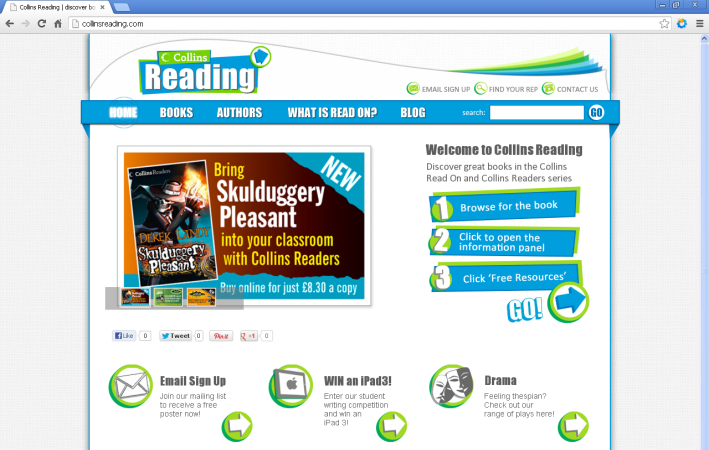 Collins Reading | discover bo
collinsreading.com
Collins
Reading
EMAIL SIGN UP
FIND YOUR REP
CONTACT US
HOME
BOOKS
AUTHORS
WHAT IS READ ON?
BLOG
search:
GO
CollinsReaders
DEREK LANDY
Skulduggery
Pleasant
Bring
Skulduggery
Pleasant
into your classroom
with Collins Readers
NEW
Buy online for just £8.30 a copy
Welcome to Collins Reading
Discover great books in the Collins
Read On and Collins Readers series
1 Browse for the book
2 Click to open the
information panel
3 Click 'Free Resources'
GO!
Like 0
Tweet 0
Pin it
+1 0
Email Sign Up
Join our mailing list
to receive a free
poster now!
WIN an iPad3!
Enter our student
writing competition
and win an
iPad 3!
Drama
Feeling thespian?
Check out our
range of plays here!